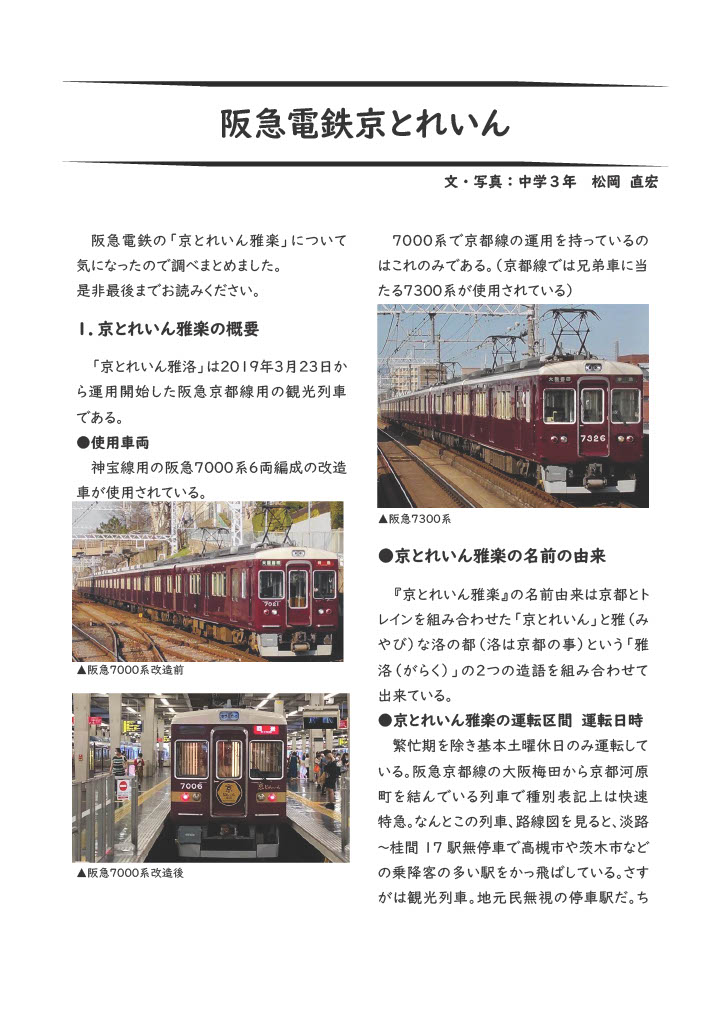 阪急電鉄京とれいん
文・写真：中学３年　松岡 直宏
阪急電鉄の「京とれいん雅楽」について
気になったので調べまとめました。
是非最後までお読みください。
1．京とれいん雅楽の概要
「京とれいん雅洛」は2019年3月23日か
ら運用開始した阪急京都線用の観光列車
である。
●使用車両
神宝線用の阪急7000系6両編成の改造
車が使用されている。
7021
▲阪急7000系改造前
7006
▲阪急7000系改造後
7000系で京都線の運用を持っているの
はこれのみである。（京都線では兄弟車に当
たる7300系が使用されている）
7326
▲阪急7300系
●京とれいん雅楽の名前の由来
『京とれいん雅楽』の名前由来は京都とト
レインを組み合わせた「京とれいん」と雅（み
やび）な洛の都（洛は京都の事）という「雅
洛（がらく）」の2つの造語を組み合わせて
出来ている。
●京とれいん雅楽の運転区間 運転日時
繁忙期を除き基本土曜休日のみ運転して
いる。阪急京都線の大阪梅田から京都河原
町を結んでいる列車で種別表記上は快速
特急。なんとこの列車、路線図を見ると、淡路
～桂間 17 駅無停車で高槻市や茨木市など
の乗降客の多い駅をかっ飛ばしている。さす
がは観光列車。地元民無視の停車駅だ。ち